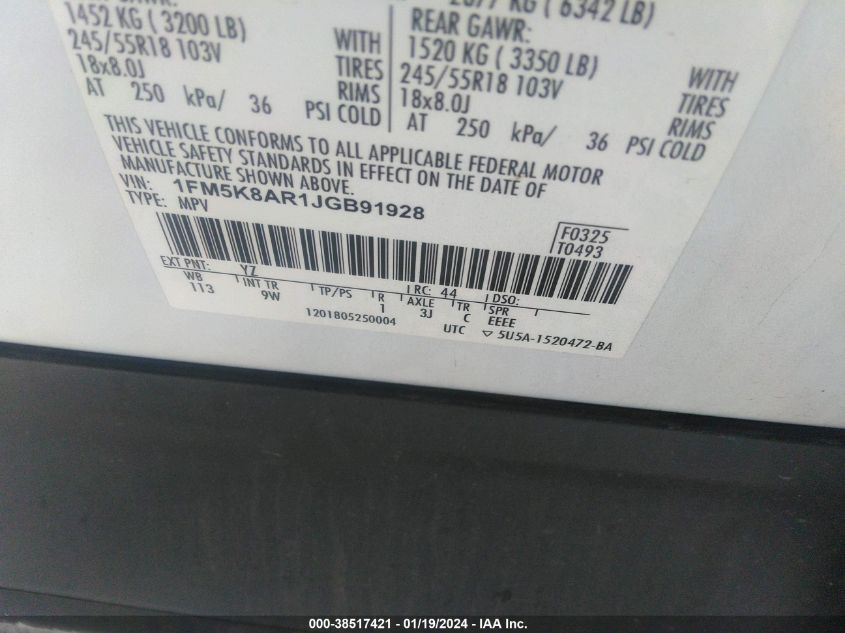 KG ( 6342 LB)
1452 KG ( 3200 LB)
245/55R18 103V
18x8.0J
AT 250 kPa/ 36
WITH
TIRES
RIMS
PSI COLD
REAR GAWR:
1520 KG ( 3350 LB)
245/55R18 103V
18x8.0J
AT 250 kPa/ 36
WITH
TIRES
RIMS
PSI COLD
THIS VEHICLE CONFORMS TO ALL APPLICABLE FEDERAL MOTOR
VEHICLE SAFETY STANDARDS IN EFFECT ON THE DATE OF
MANUFACTURE SHOWN ABOVE.
VIN: 1FM5K8AR1JGB91928
TYPE: MPV
F0325
T0493
EXT PNT: YZ RC: 44 DSO:
WB INT TR TP/PS R AXLE TR SPR
113 9W 1 3J C EEEE
1201805250004
UTC ▽ 5U5A-1520472-BA
000-38517421 - 01/19/2024 - IAA Inc.